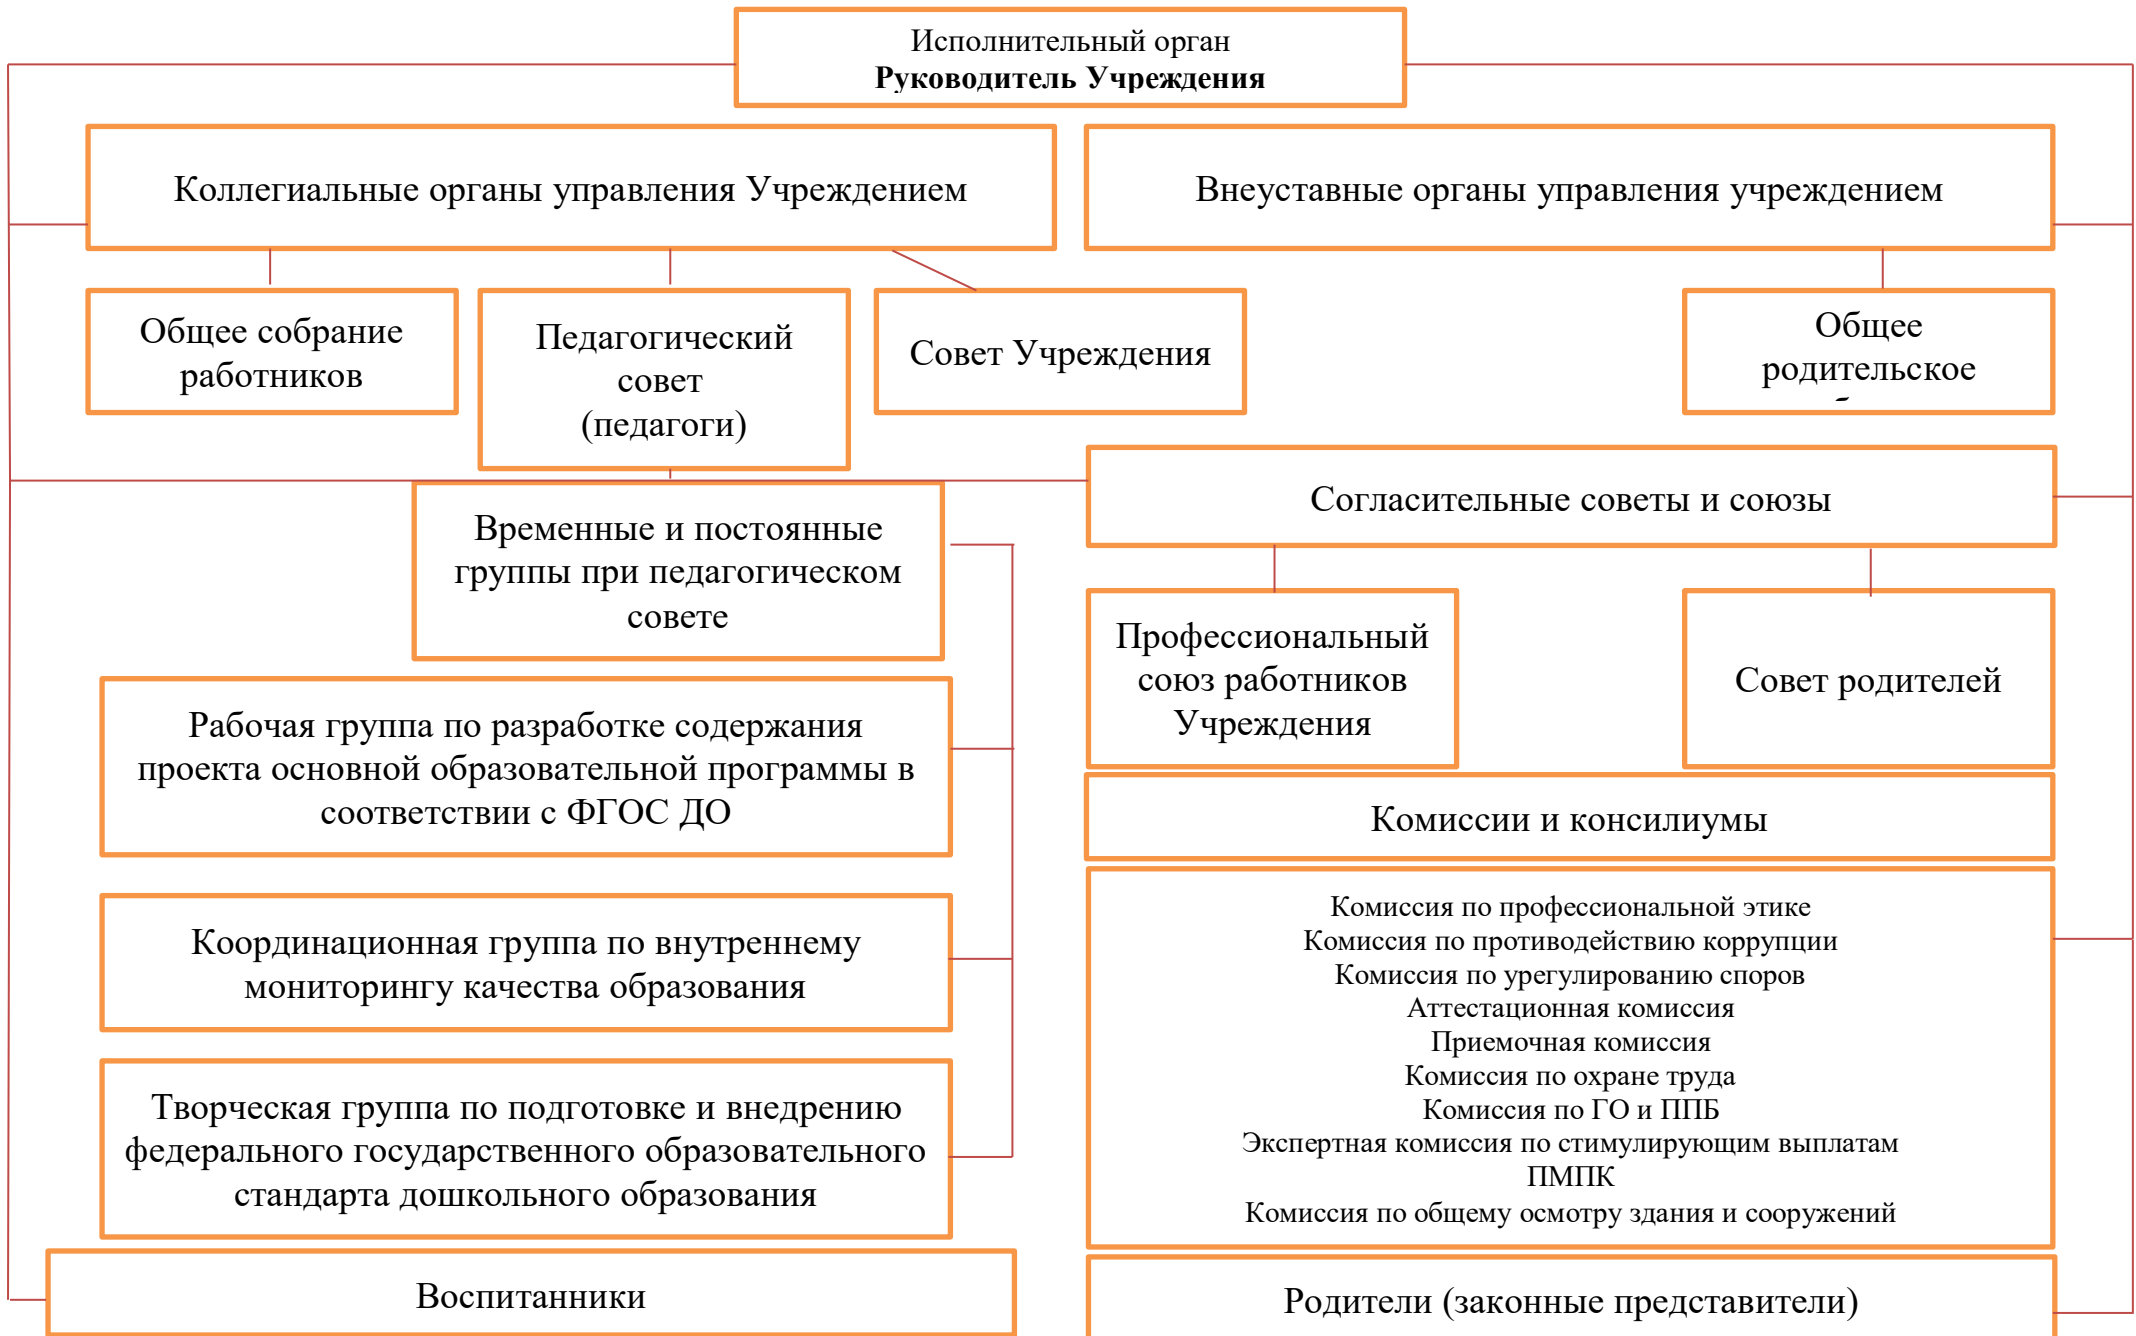 Исполнительный орган
Руководитель Учреждения
Коллегиальные органы управления Учреждением
Внеуставные органы управления учреждением
Общее собрание
работников
Педагогический
совет
(педагоги)
Совет Учреждения
Общее
родительское
Согласительные советы и союзы
Временные и постоянные
группы при педагогическом
совете
Профессиональный
союз работников
Учреждения
Совет родителей
Рабочая группа по разработке содержания
проекта основной образовательной программы в
соответствии с ФГОС ДО
Комиссии и консилиумы
Комиссия по профессиональной этике
Комиссия по противодействию коррупции
Комиссия по урегулированию споров
Аттестационная комиссия
Приемочная комиссия
Комиссия по охране труда
Комиссия по ГО и ППБ
Экспертная комиссия по стимулирующим выплатам
ПМПК
Комиссия по общему осмотру здания и сооружений
Координационная группа по внутреннему
мониторингу качества образования
Творческая группа по подготовке и внедрению
федерального государственного образовательного
стандарта дошкольного образования
Воспитанники
Родители (законные представители)